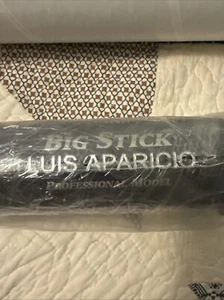 BIG STICK
LUIS APARICIO
PROFESSIONAL MODEL